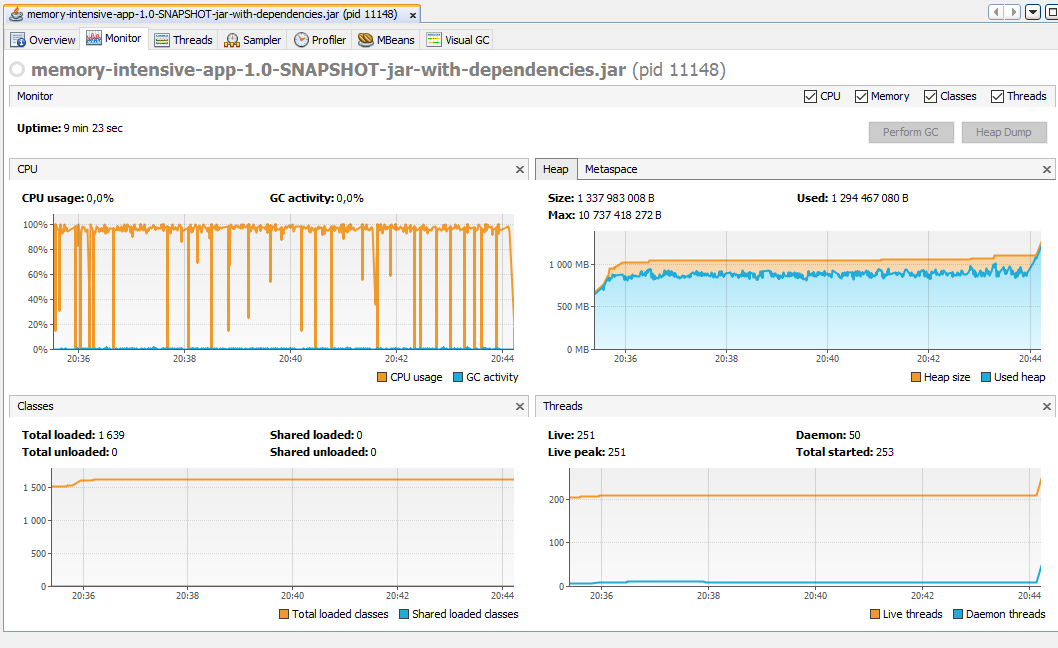 memory-intensive-app-1.0-SNAPSHOT-jar-with-dependencies.jar (pid 11148)
Overview Monitor Threads Sampler Profiler MBeans Visual GC
memory-intensive-app-1.0-SNAPSHOT-jar-with-dependencies.jar (pid 11148)
Monitor CPU Memory Classes Threads
Uptime: 9 min 23 sec
Perform GC Heap Dump
CPU
CPU usage: 0,0% GC activity: 0,0%
100%
80%
60%
40%
20%
0%
20:36 20:38 20:40 20:42 20:44
CPU usage GC activity
Heap Metaspace
Size: 1 337 983 008 B Used: 1 294 467 080 B
Max: 10 737 418 272 B
1 000 MB
500 MB
0 MB
20:36 20:38 20:40 20:42 20:44
Heap size Used heap
Classes
Total loaded: 1 639 Shared loaded: 0
Total unloaded: 0 Shared unloaded: 0
1 500
1 000
500
0
20:36 20:38 20:40 20:42 20:44
Total loaded classes Shared loaded classes
Threads
Live: 251 Daemon: 50
Live peak: 251 Total started: 253
200
100
0
20:36 20:38 20:40 20:42 20:44
Live threads Daemon threads